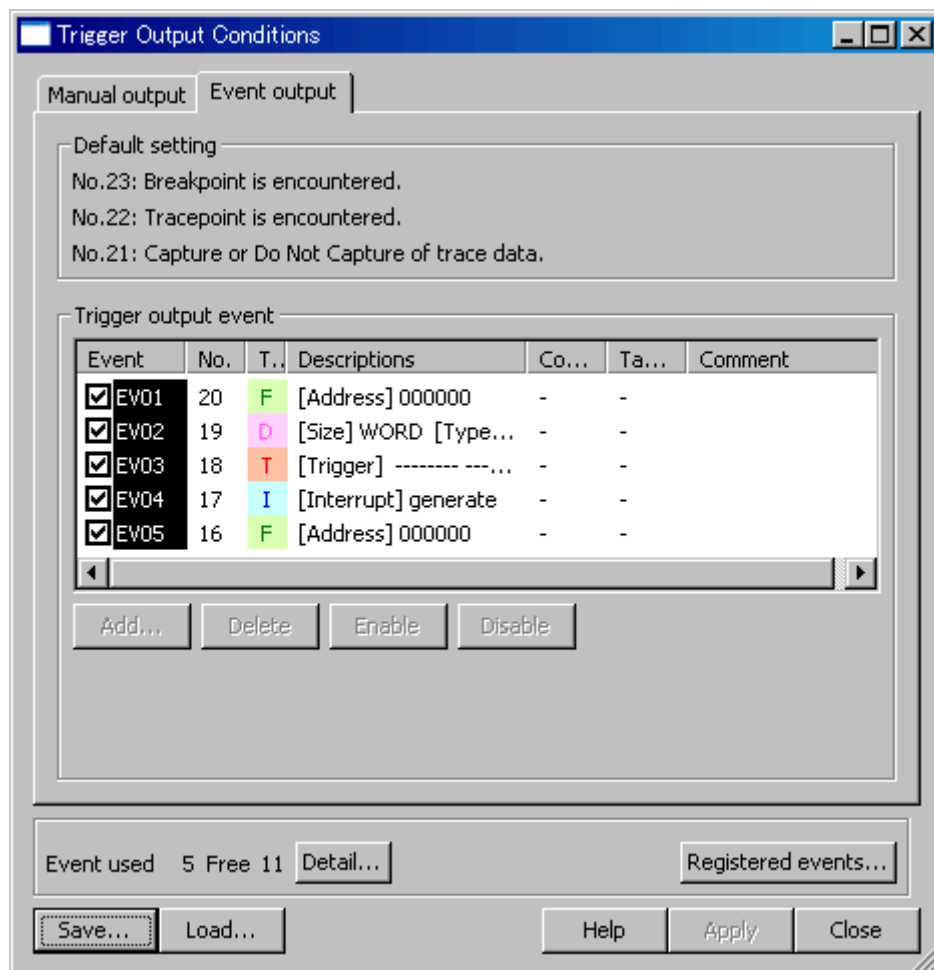 Trigger Output Conditions
Manual output Event output
Default setting
No.23: Breakpoint is encountered.
No.22: Tracepoint is encountered.
No.21: Capture or Do Not Capture of trace data.
Trigger output event
Event No. T.. Descriptions Co... Ta... Comment
EV01 20 F [Address] 000000 - -
EV02 19 D [Size] WORD [Type... - -
EV03 18 T [Trigger] -------- ---... - -
EV04 17 I [Interrupt] generate - -
EV05 16 F [Address] 000000 - -
Add... Delete Enable Disable
Event used 5 Free 11 Detail... Registered events...
Save... Load... Help Apply Close